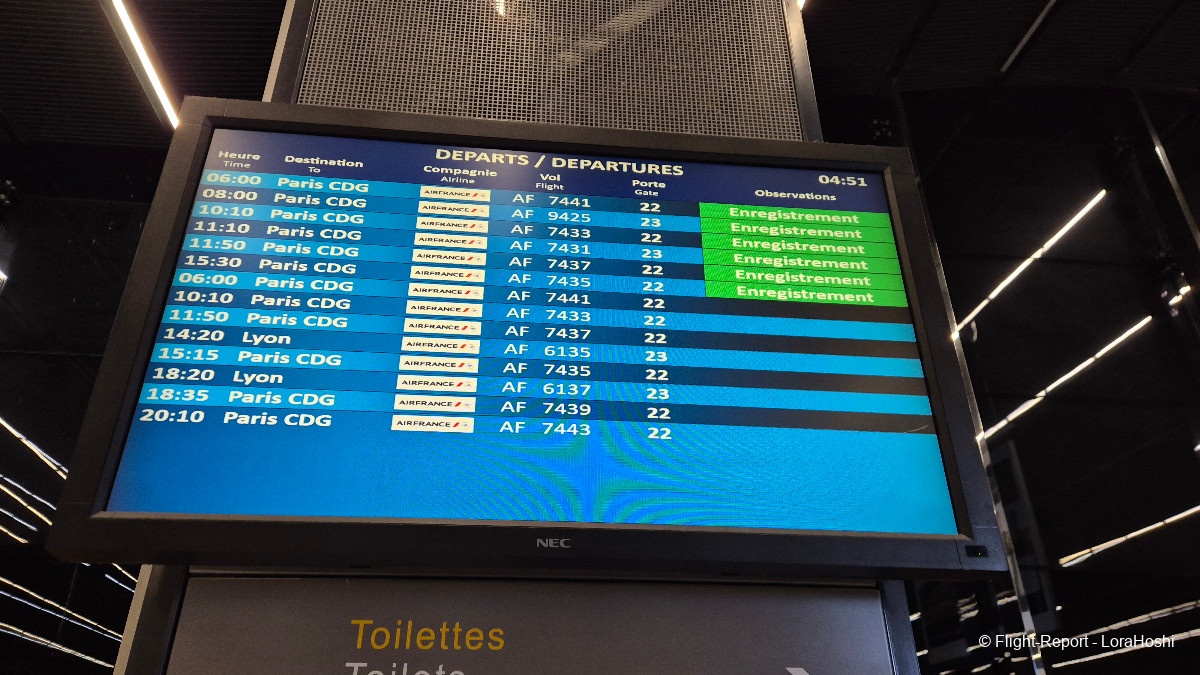 DEPARTS / DEPARTURES 04:51
Heure Destination Compagnie Vol Porte Observations
Time To Airline Flight Gate
06:00 Paris CDG AIRFRANCE AF 7441 22 Enregistrement
08:00 Paris CDG AIRFRANCE AF 9425 23 Enregistrement
10:10 Paris CDG AIRFRANCE AF 7433 22 Enregistrement
11:10 Paris CDG AIRFRANCE AF 7431 23 Enregistrement
11:50 Paris CDG AIRFRANCE AF 7437 22 Enregistrement
15:30 Paris CDG AIRFRANCE AF 7435 22 Enregistrement
06:00 Paris CDG AIRFRANCE AF 7441 22
10:10 Paris CDG AIRFRANCE AF 7433 22
11:50 Paris CDG AIRFRANCE AF 7437 22
14:20 Lyon AIRFRANCE AF 6135 23
15:15 Paris CDG AIRFRANCE AF 7435 22
18:20 Lyon AIRFRANCE AF 6137 23
18:35 Paris CDG AIRFRANCE AF 7439 22
20:10 Paris CDG AIRFRANCE AF 7443 22
NEC
Toilettes
Toilets
© Flight-Report - LoraHoshi